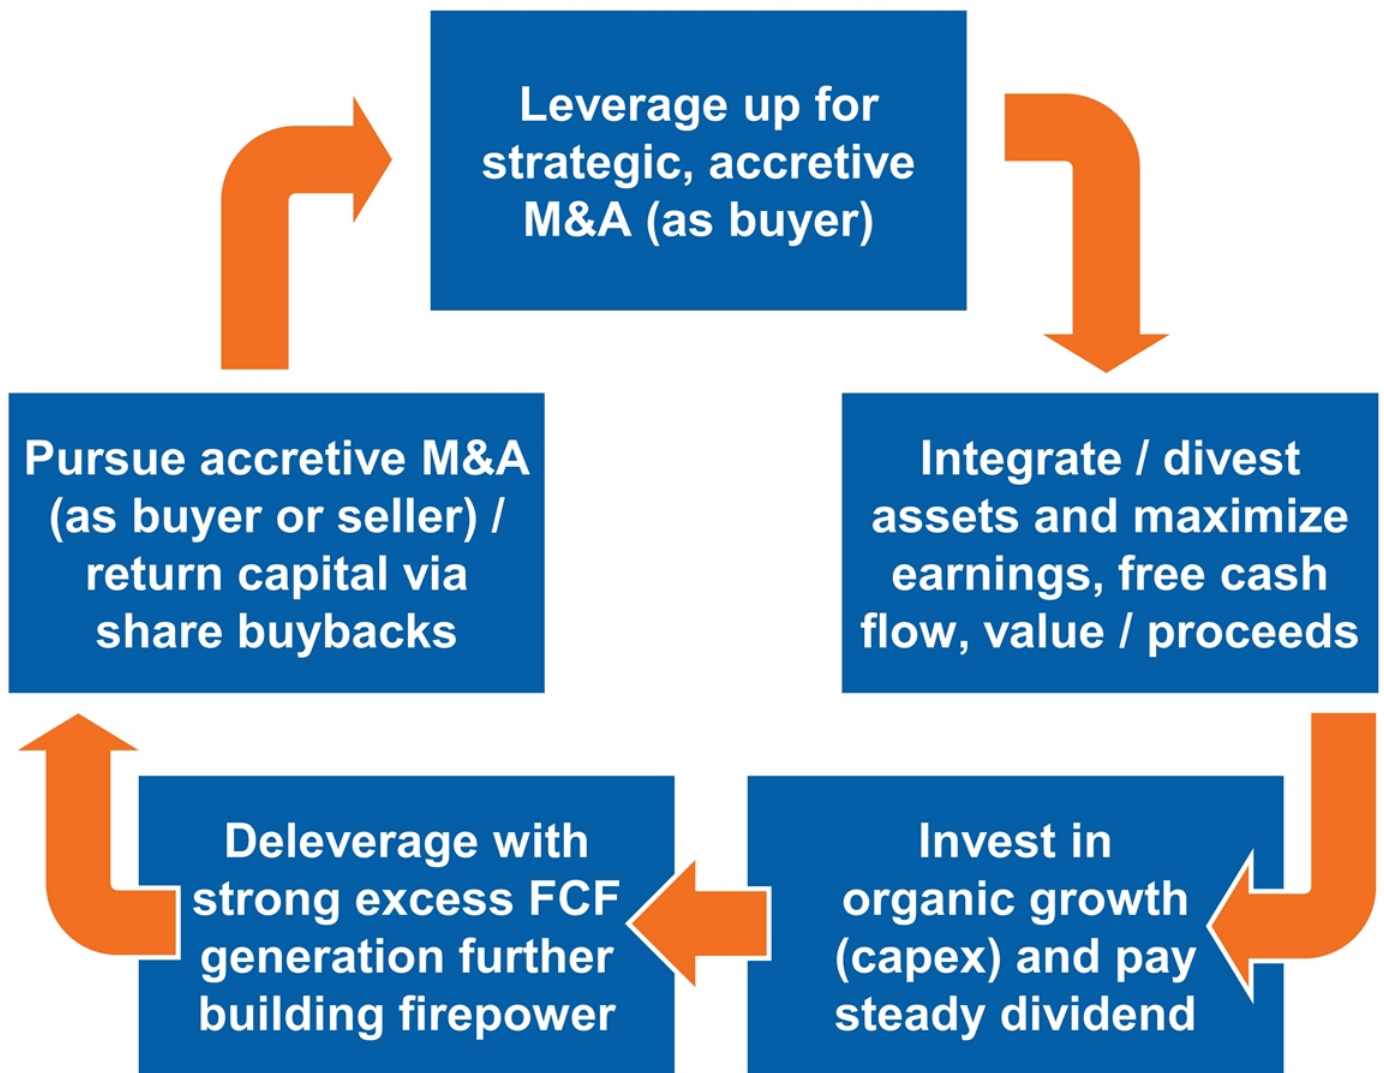 Leverage up for
strategic, accretive
M&A (as buyer)
Integrate / divest
assets and maximize
earnings, free cash
flow, value / proceeds
Invest in
organic growth
(capex) and pay
steady dividend
Deleverage with
strong excess FCF
generation further
building firepower
Pursue accretive M&A
(as buyer or seller) /
return capital via
share buybacks